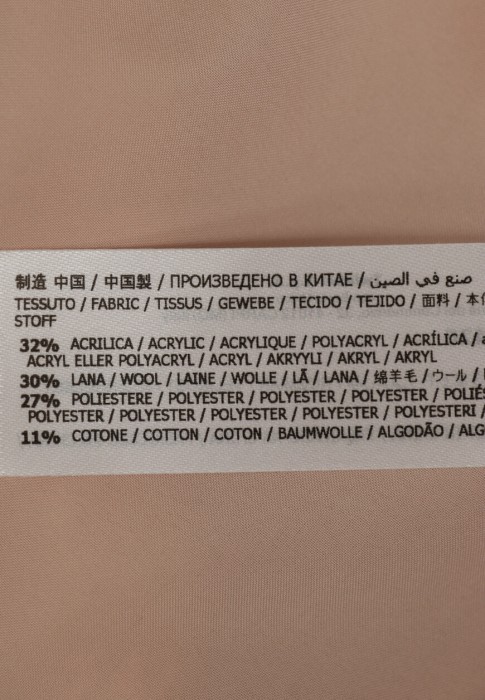 制造 中国 / 中国製 / ПРОИЗВЕДЕНО В КИТАЕ / صنع في الصين
TESSUTO / FABRIC / TISSUS / GEWEBE / TECIDO / TEJIDO / 面料 /
STOFF
32% ACRILICA / ACRYLIC / ACRYLIQUE / POLYACRYL / ACRÍLICA /
ACRYL ELLER POLYACRYL / ACRYL / AKRYYLI / AKRYL / AKRYL
30% LANA / WOOL / LAINE / WOLLE / LÃ / LANA / 绵羊毛 / ウール /
27% POLIESTERE / POLYESTER / POLYESTER / POLYESTER /
POLYESTER / POLYESTER / POLYESTER / POLYESTER / POLYESTERI /
11% COTONE / COTTON / COTON / BAUMWOLLE / ALGODÃO /